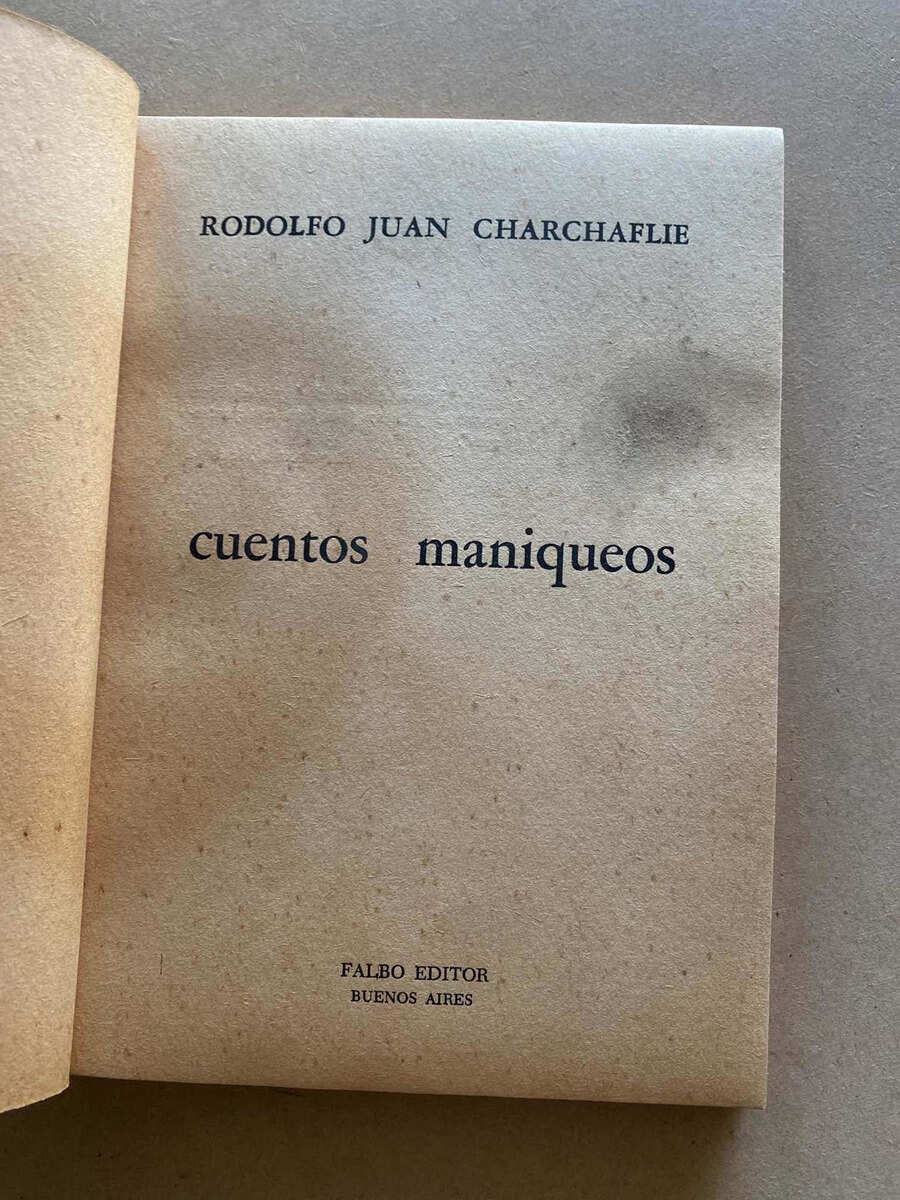 RODOLFO JUAN CHARCHAFLIE
cuentos maniqueos
FALBO EDITOR
BUENOS AIRES